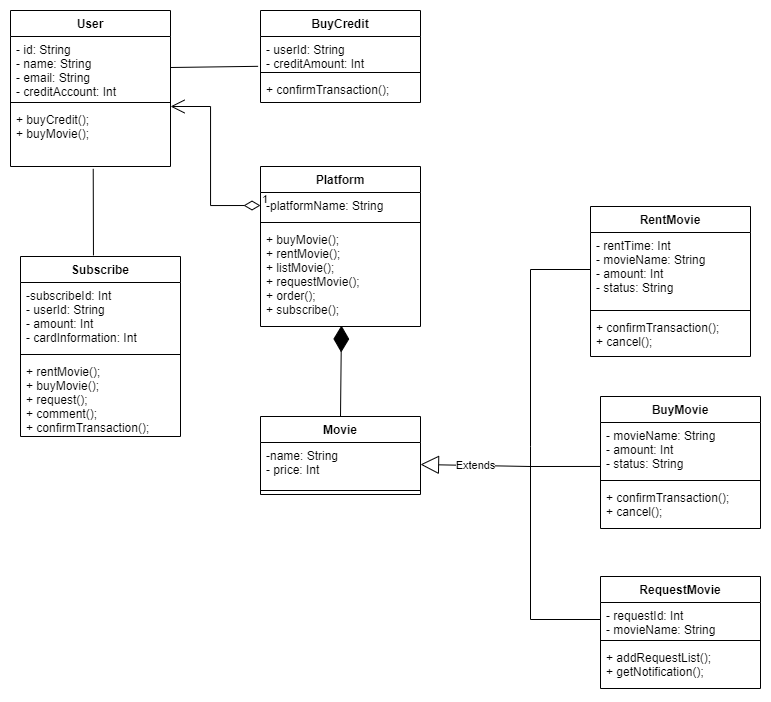 User
- id: String
- name: String
- email: String
- creditAccount: Int
+ buyCredit();
+ buyMovie();
BuyCredit
- userId: String
- creditAmount: Int
+ confirmTransaction();
Platform
1
-platformName: String
+ buyMovie();
+ rentMovie();
+ listMovie();
+ requestMovie();
+ order();
+ subscribe();
Subscribe
-subscribeId: Int
- userId: String
- amount: Int
- cardInformation: Int
+ rentMovie();
+ buyMovie();
+ request();
+ comment();
+ confirmTransaction();
Movie
-name: String
- price: Int
Extends
RentMovie
- rentTime: Int
- movieName: String
- amount: Int
- status: String
+ confirmTransaction();
+ cancel();
BuyMovie
- movieName: String
- amount: Int
- status: String
+ confirmTransaction();
+ cancel();
RequestMovie
- requestId: Int
- movieName: String
+ addRequestList();
+ getNotification();